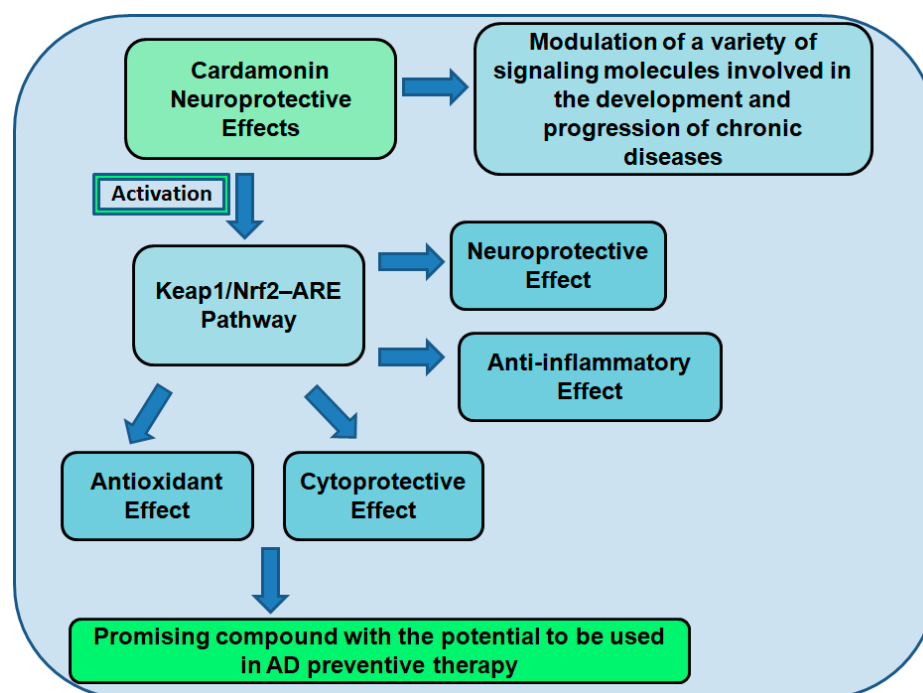 Cardamonin
Neuroprotective
Effects
Modulation of a variety of
signaling molecules involved in
the development and
progression of chronic
diseases
Activation
Keap1/Nrf2–ARE
Pathway
Neuroprotective
Effect
Anti-inflammatory
Effect
Antioxidant
Effect
Cytoprotective
Effect
Promising compound with the potential to be used
in AD preventive therapy